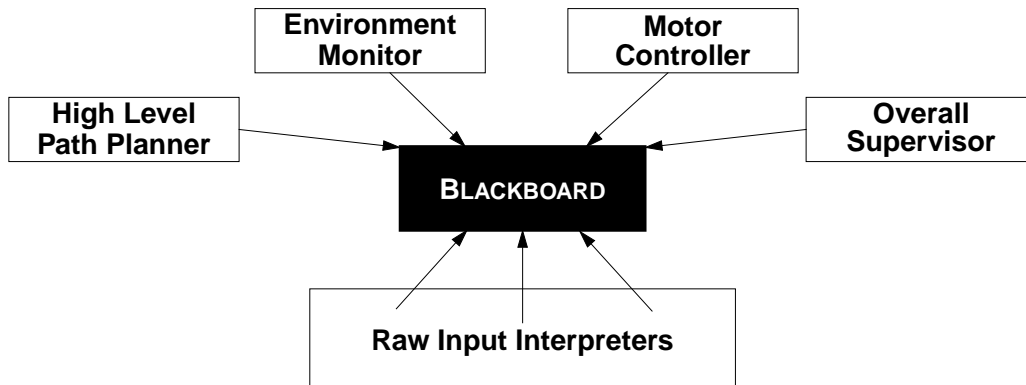 Environment
Monitor
Motor
Controller
High Level
Path Planner
Overall
Supervisor
BLACKBOARD
Raw Input Interpreters